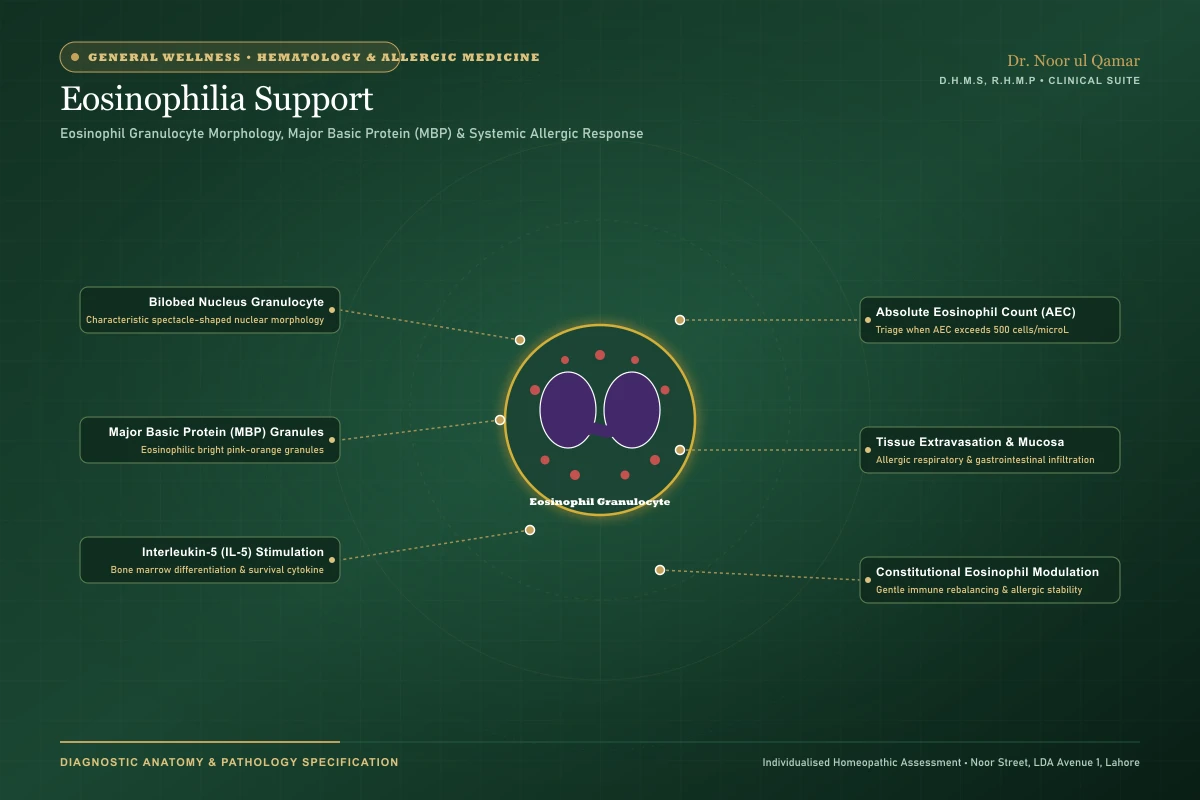 GENERAL WELLNESS • HEMATOLOGY & ALLERGIC MEDICINE
Eosinophilia Support
Eosinophil Granulocyte Morphology, Major Basic Protein (MBP) & Systemic Allergic Response
Dr. Noor ul Qamar
D.H.M.S, R.H.M.P • CLINICAL SUITE
Bilobed Nucleus Granulocyte
Characteristic spectacle-shaped nuclear morphology
Major Basic Protein (MBP) Granules
Eosinophilic bright pink-orange granules
Interleukin-5 (IL-5) Stimulation
Bone marrow differentiation & survival cytokine
Eosinophil Granulocyte
Absolute Eosinophil Count (AEC)
Triage when AEC exceeds 500 cells/microL
Tissue Extravasation & Mucosa
Allergic respiratory & gastrointestinal infiltration
Constitutional Eosinophil Modulation
Gentle immune rebalancing & allergic stability
DIAGNOSTIC ANATOMY & PATHOLOGY SPECIFICATION
Individualised Homeopathic Assessment • Noor Street, LDA Avenue 1, Lahore